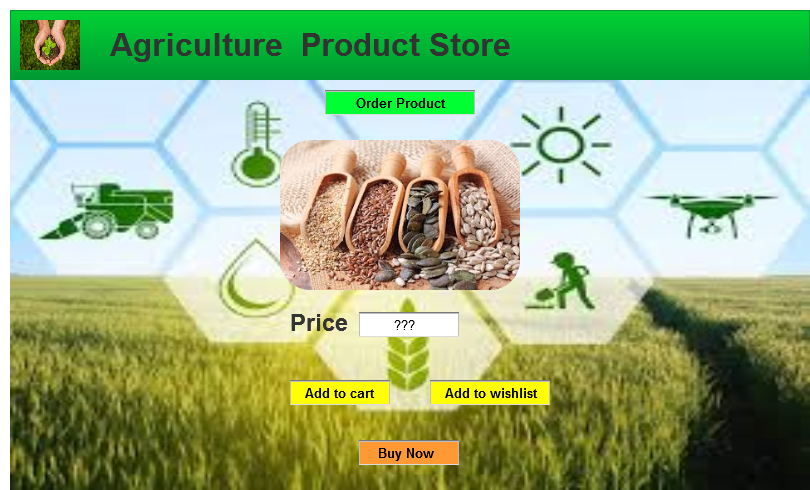 Agriculture  Product Store
Order Product
Price ???
Add to cart Add to wishlist
Buy Now